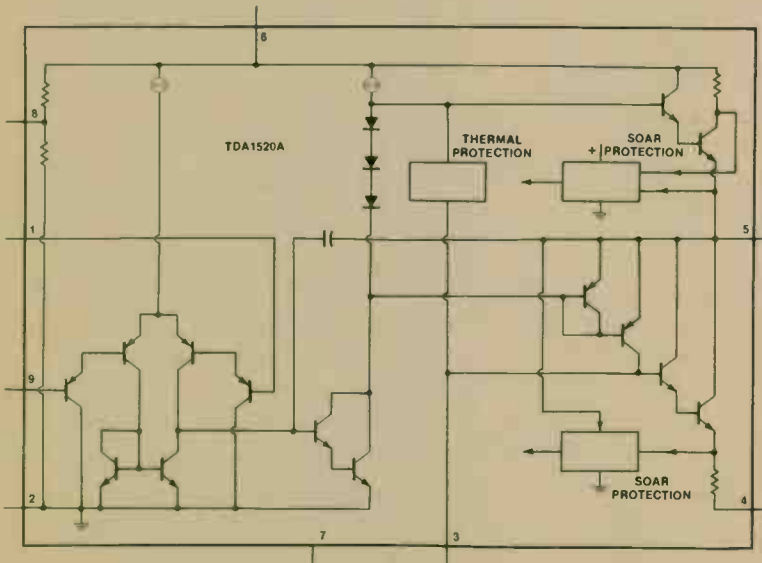 6
8
TDA1520A
THERMAL
PROTECTION
SOAR
+ PROTECTION
1
5
9
2
SOAR
PROTECTION
4
7
3